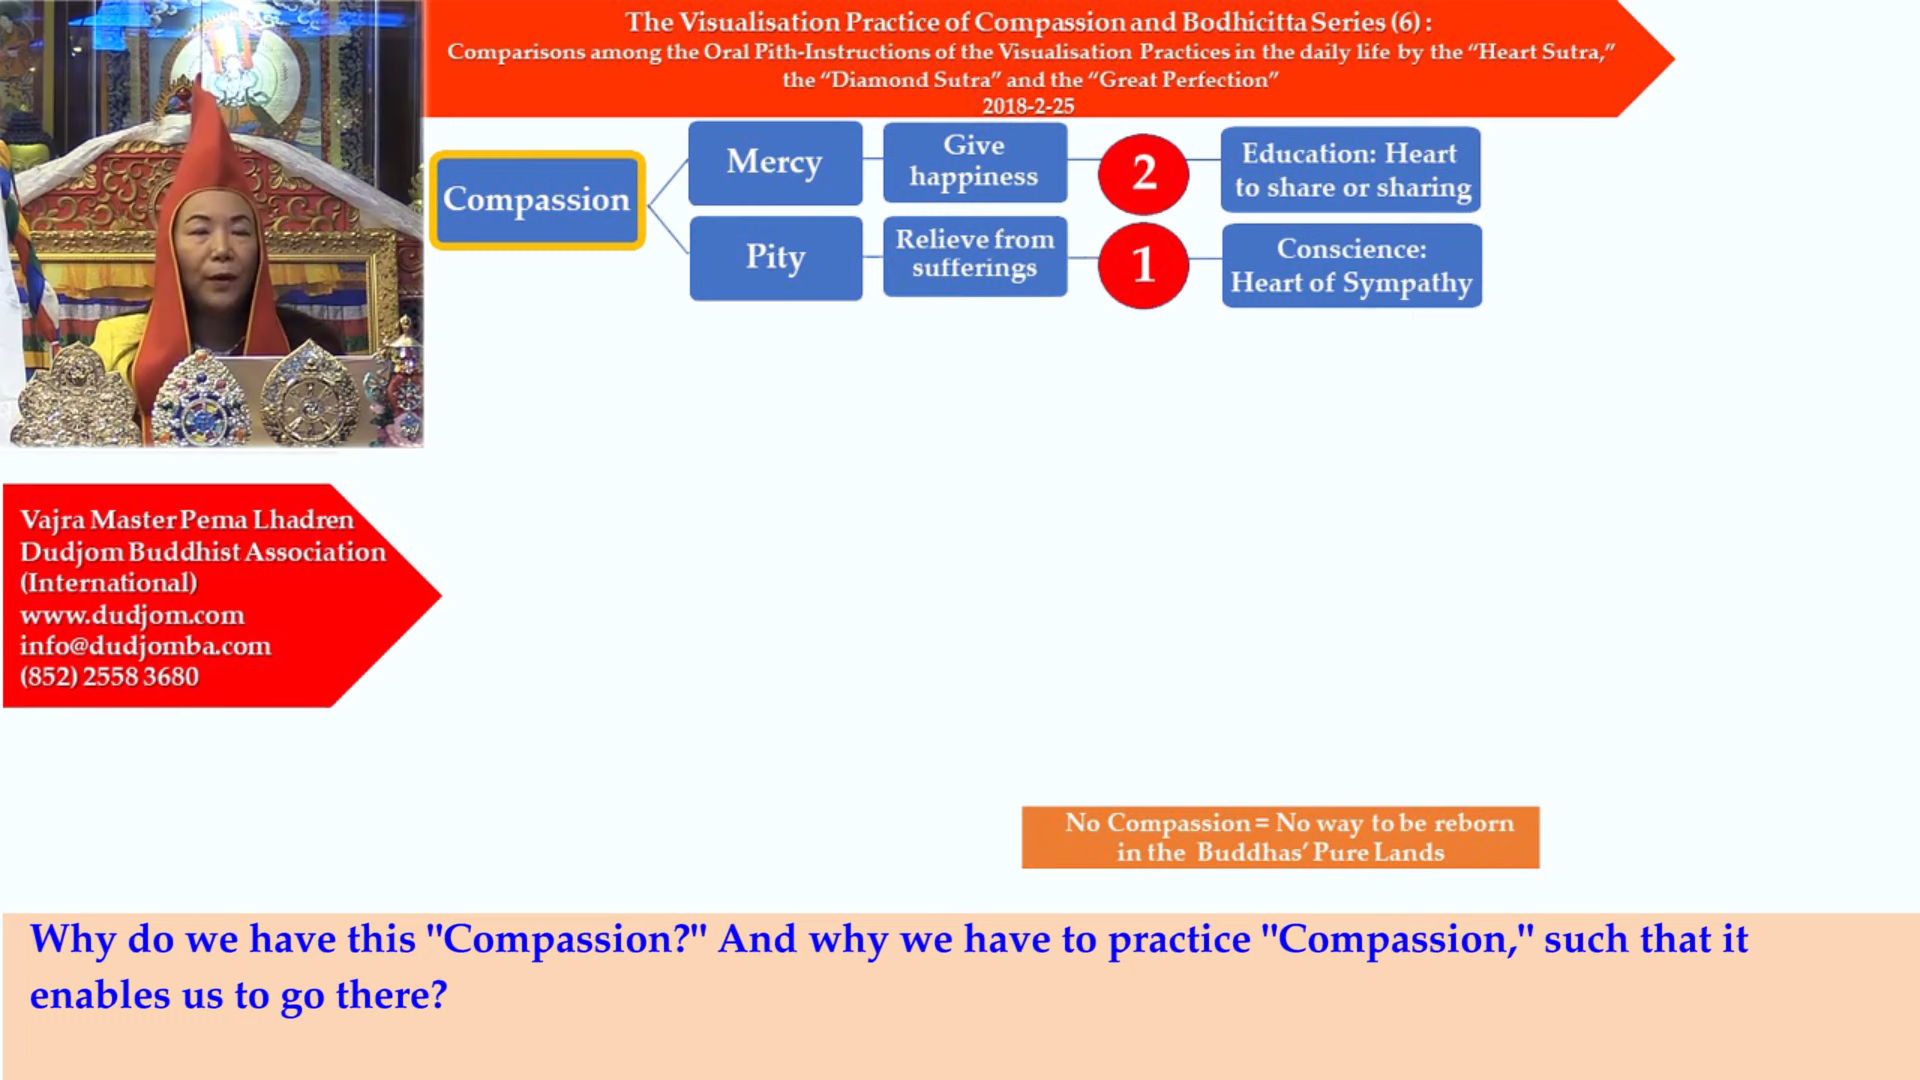 The Visualisation Practice of Compassion and Bodhicitta Series (6) :
Comparisons among the Oral Pith-Instructions of the Visualisation Practices in the daily life by the “Heart Sutra,”
the “Diamond Sutra” and the “Great Perfection”
2018-2-25
Compassion
Mercy
Give
happiness
2
Education: Heart
to share or sharing
Pity
Relieve from
sufferings
1
Conscience:
Heart of Sympathy
Vajra Master Pema Lhadren
Dudjom Buddhist Association
(International)
www.dudjom.com
info@dudjomba.com
(852) 2558 3680
No Compassion = No way to be reborn
in the Buddhas’ Pure Lands
Why do we have this "Compassion?" And why we have to practice "Compassion," such that it
enables us to go there?